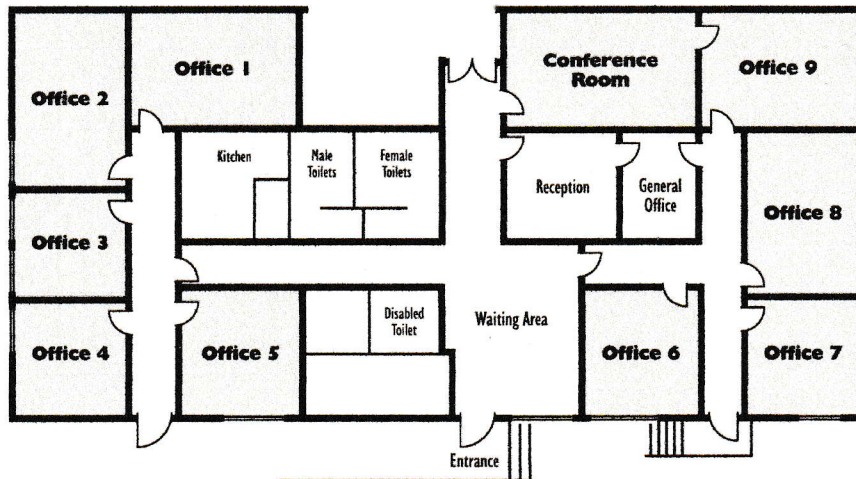 Office 1
Office 2
Conference
Room
Office 9
Kitchen
Male
Toilets
Female
Toilets
Reception
General
Office
Office 8
Office 3
Office 4
Office 5
Disabled
Toilet
Waiting Area
Office 6
Office 7
Entrance